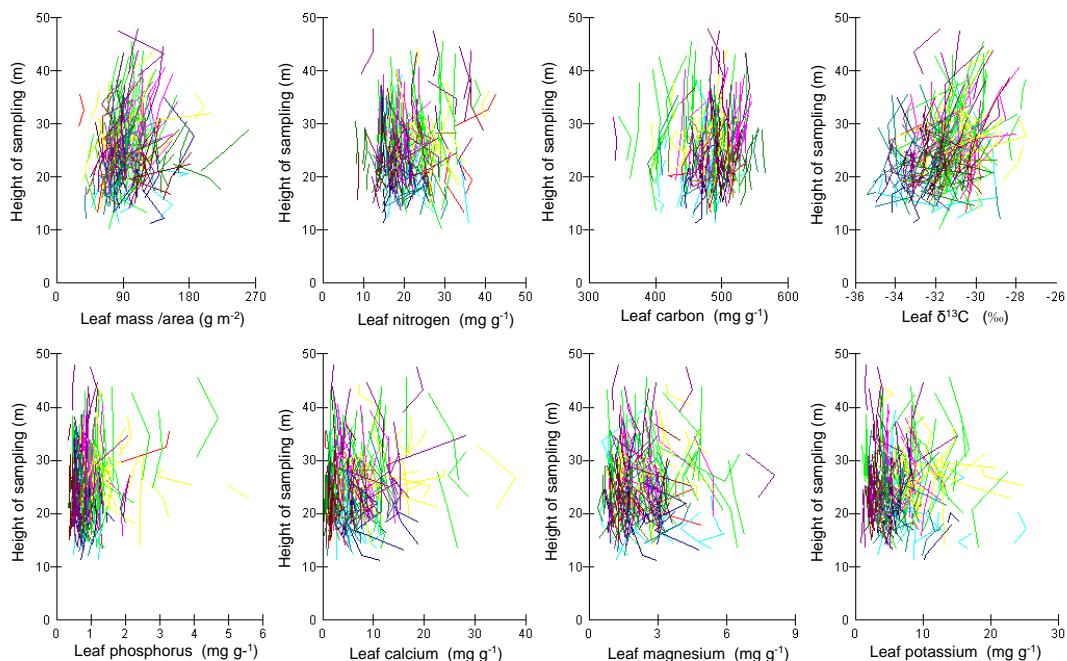 50 50 50 50
40 40 40 40
30 30 30 30
20 20 20 20
10 10 10 10
0 0 0 0
Height of sampling (m) Height of sampling (m) Height of sampling (m) Height of sampling (m)
0 90 180 270 0 10 20 30 40 50 300 400 500 600 -36 -34 -32 -30 -28 -26
Leaf mass /area (g m⁻²) Leaf nitrogen (mg g⁻¹) Leaf carbon (mg g⁻¹) Leaf δ¹³C (‰)
50 50 50 50
40 40 40 40
30 30 30 30
20 20 20 20
10 10 10 10
0 0 0 0
Height of sampling (m) Height of sampling (m) Height of sampling (m) Height of sampling (m)
0 1 2 3 4 5 6 0 10 20 30 40 0 3 6 9 0 10 20 30
Leaf phosphorus (mg g-¹) Leaf calcium (mg g⁻¹) Leaf magnesium (mg g⁻¹) Leaf potassium (mg g⁻¹)